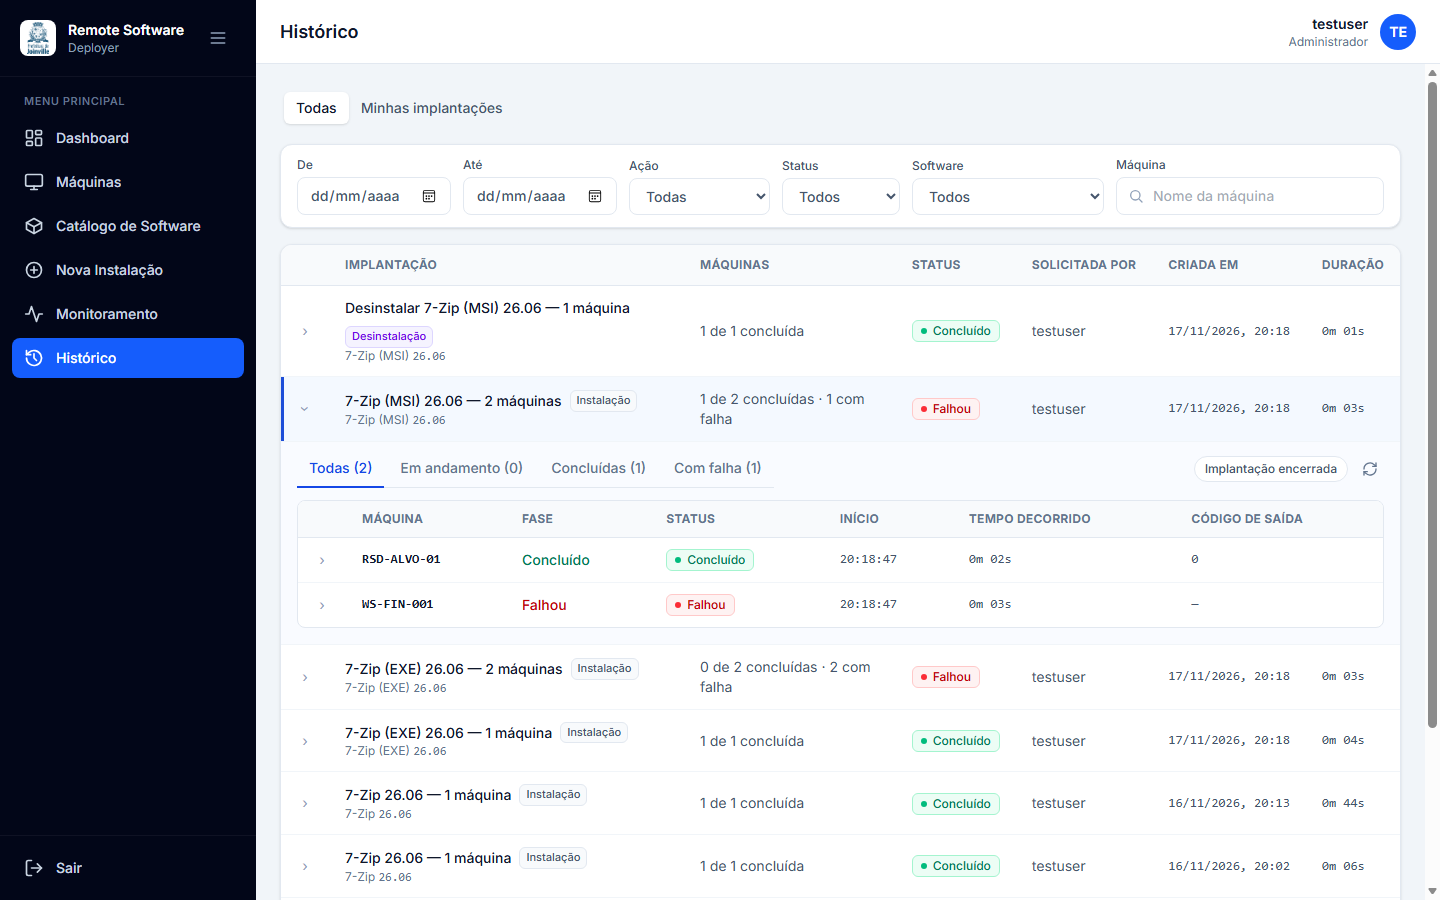 Remote Software
Deployer
Joinville
MENU PRINCIPAL
Dashboard
Máquinas
Catálogo de Software
Nova Instalação
Monitoramento
Histórico
Sair
Histórico
testuser
Administrador
TE
Todas
Minhas implantações
De
Até
Ação
Status
Software
Máquina
dd/mm/aaaa
dd/mm/aaaa
Todas
Todos
Todos
Nome da máquina
IMPLANTAÇÃO MÁQUINAS STATUS SOLICITADA POR CRIADA EM DURAÇÃO
Desinstalar 7-Zip (MSI) 26.06 — 1 máquina
Desinstalação
7-Zip (MSI) 26.06
1 de 1 concluída
Concluído
testuser
17/11/2026, 20:18
0m 01s
7-Zip (MSI) 26.06 — 2 máquinas Instalação
7-Zip (MSI) 26.06
1 de 2 concluídas · 1 com
falha
Falhou
testuser
17/11/2026, 20:18
0m 03s
Todas (2) Em andamento (0) Concluídas (1) Com falha (1)
Implantação encerrada
MÁQUINA FASE STATUS INÍCIO TEMPO DECORRIDO CÓDIGO DE SAÍDA
RSD-ALVO-01 Concluído Concluído 20:18:47 0m 02s 0
WS-FIN-001 Falhou Falhou 20:18:47 0m 03s —
7-Zip (EXE) 26.06 — 2 máquinas Instalação
7-Zip (EXE) 26.06
0 de 2 concluídas · 2 com
falha
Falhou
testuser
17/11/2026, 20:18
0m 03s
7-Zip (EXE) 26.06 — 1 máquina Instalação
7-Zip (EXE) 26.06
1 de 1 concluída
Concluído
testuser
17/11/2026, 20:18
0m 04s
7-Zip 26.06 — 1 máquina Instalação
7-Zip 26.06
1 de 1 concluída
Concluído
testuser
16/11/2026, 20:13
0m 44s
7-Zip 26.06 — 1 máquina Instalação
7-Zip 26.06
1 de 1 concluída
Concluído
testuser
16/11/2026, 20:02
0m 06s